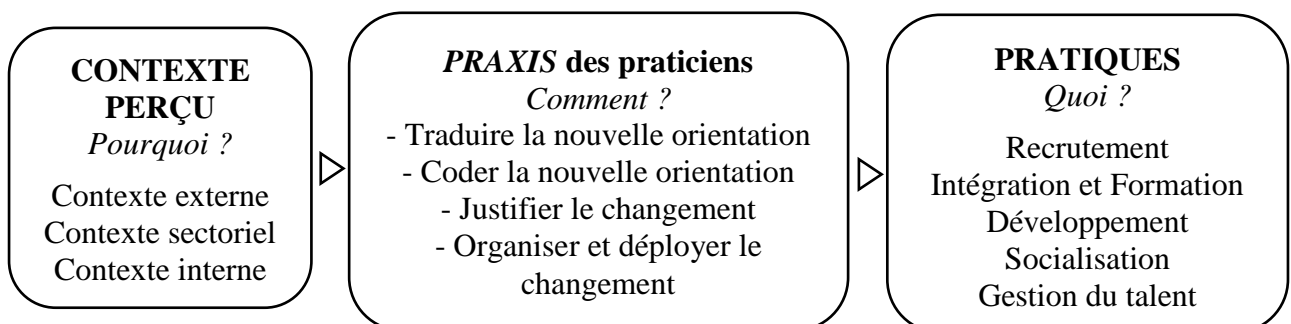 CONTEXTE
PERÇU
Pourquoi ?
Contexte externe
Contexte sectoriel
Contexte interne
PRAXIS des praticiens
Comment ?
- Traduire la nouvelle orientation
- Coder la nouvelle orientation
- Justifier le changement
- Organiser et déployer le
changement
PRATIQUES
Quoi ?
Recrutement
Intégration et Formation
Développement
Socialisation
Gestion du talent